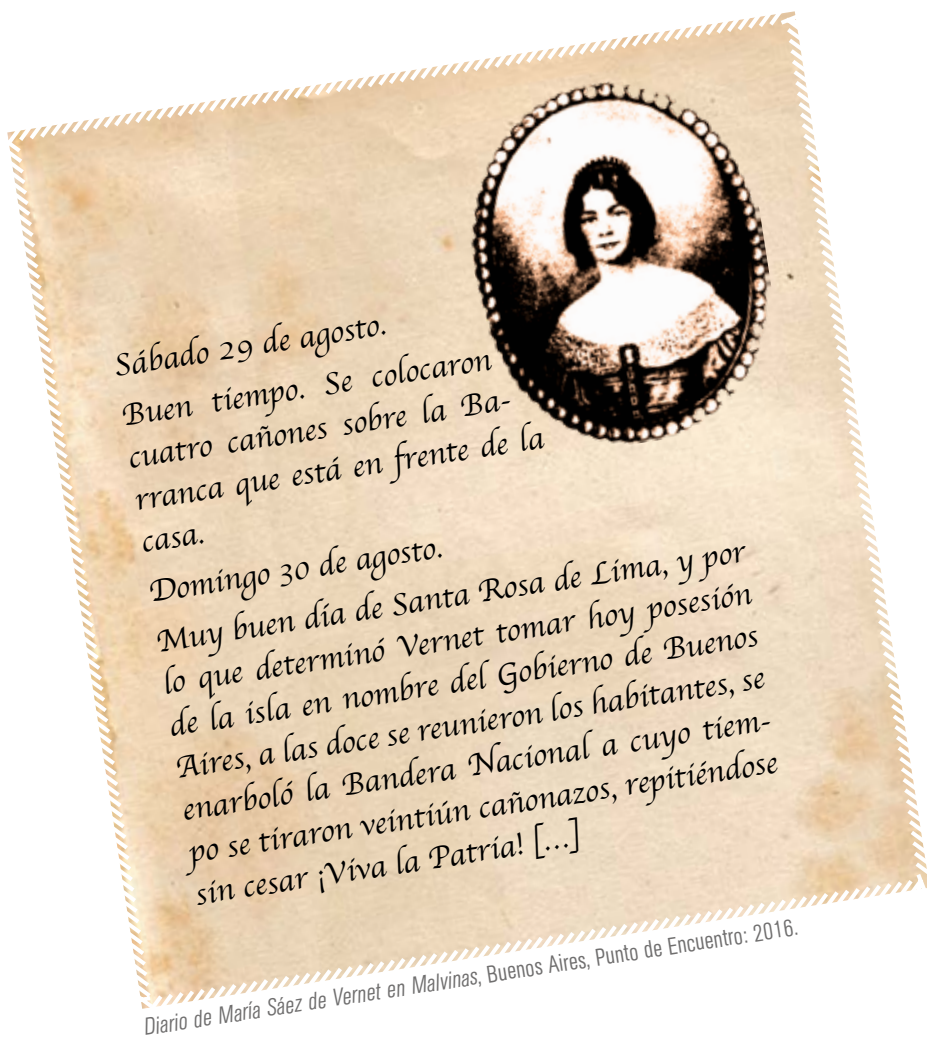 Sábado 29 de agosto.
Buen tiempo. Se colocaron
cuatro cañones sobre la Ba-
rranca que está en frente de la
casa.
Domingo 30 de agosto.
Muy buen día de Santa Rosa de Lima, y por
lo que determinó Vernet tomar hoy posesión
de la isla en nombre del Gobierno de Buenos
Aires, a las doce se reunieron los habitantes, se
enarboló la Bandera Nacional a cuyo tiem-
po se tiraron veintiún cañonazos, repitiéndose
sin cesar ¡Viva la Patria! [...]
Diario de María Sáez de Vernet en Malvinas, Buenos Aires, Punto de Encuentro: 2016.